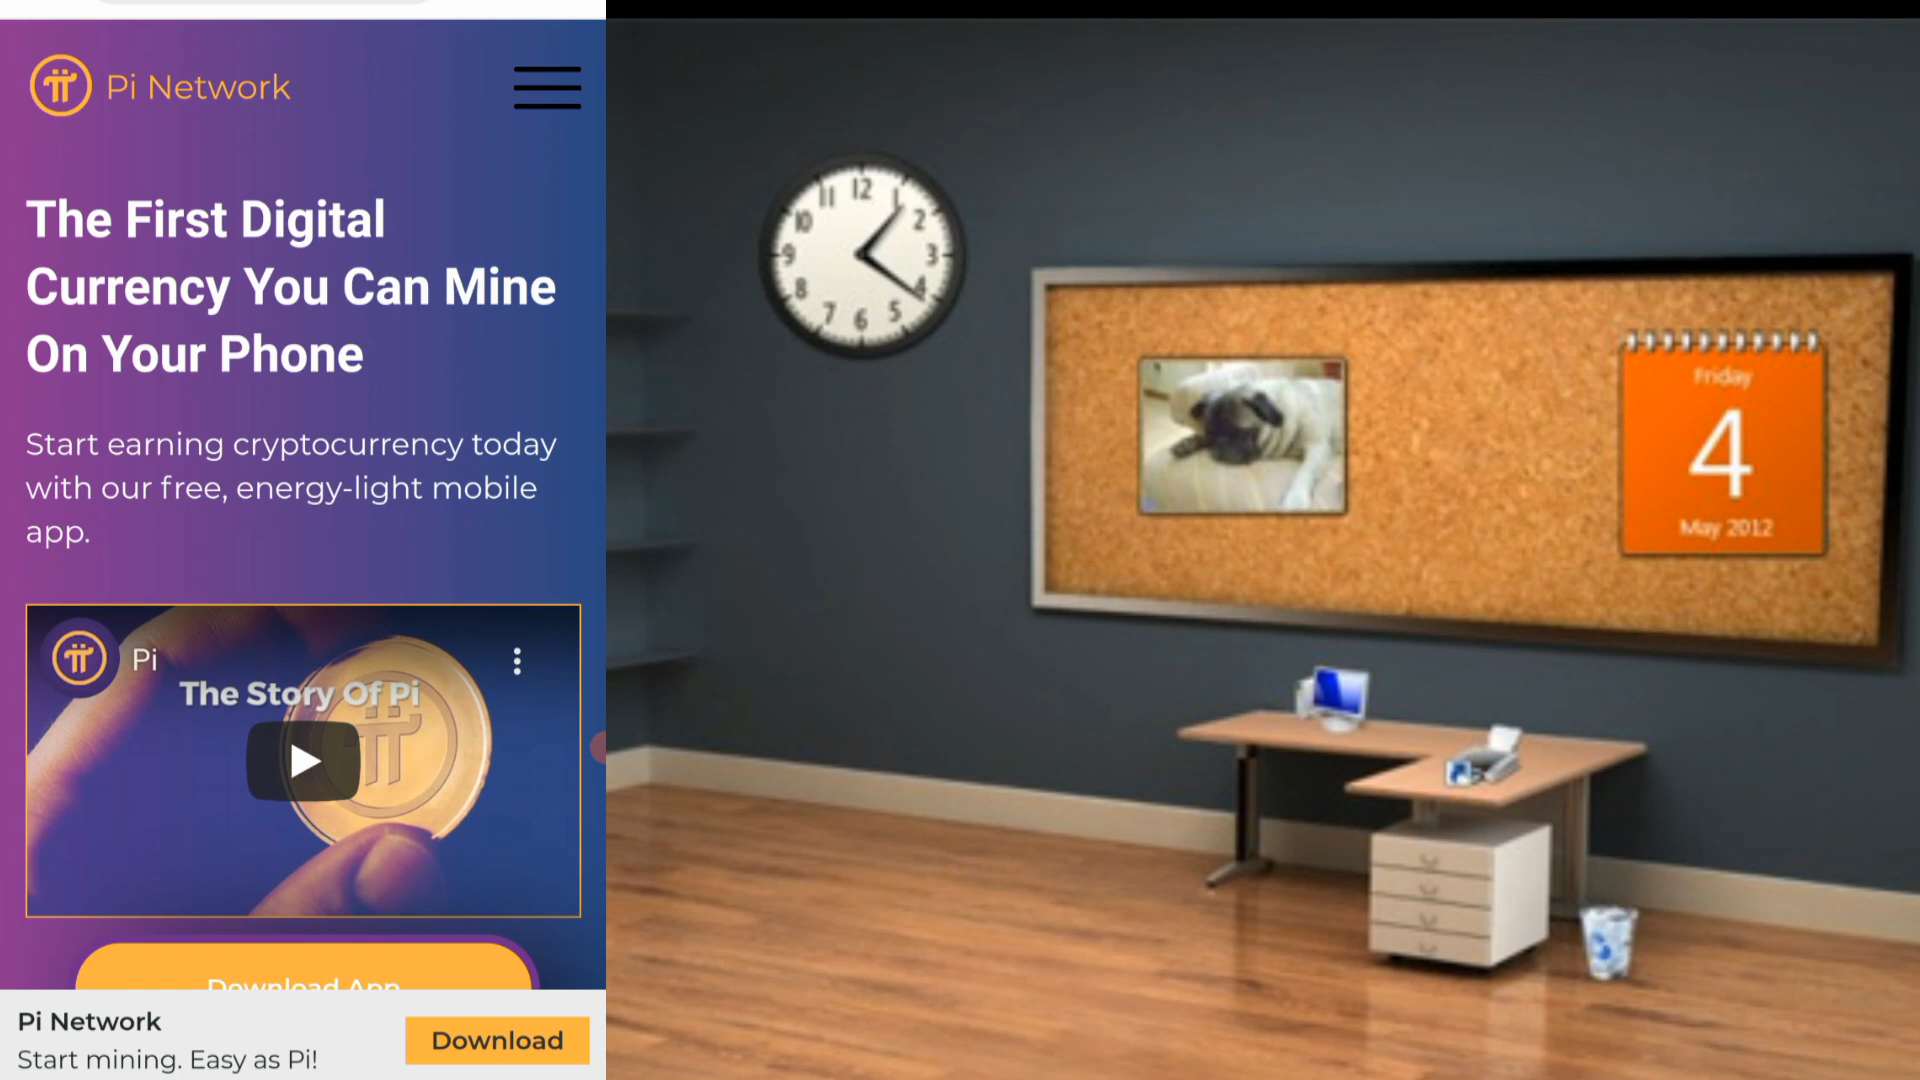 Pi Network
The First Digital
Currency You Can Mine
On Your Phone
Start earning cryptocurrency today
with our free, energy-light mobile
app.
Pi
The Story Of Pi
Download App
Pi Network
Start mining. Easy as Pi!
Download
12
1
2
3
4
5
6
7
8
9
10
11
Friday
4
May 2012